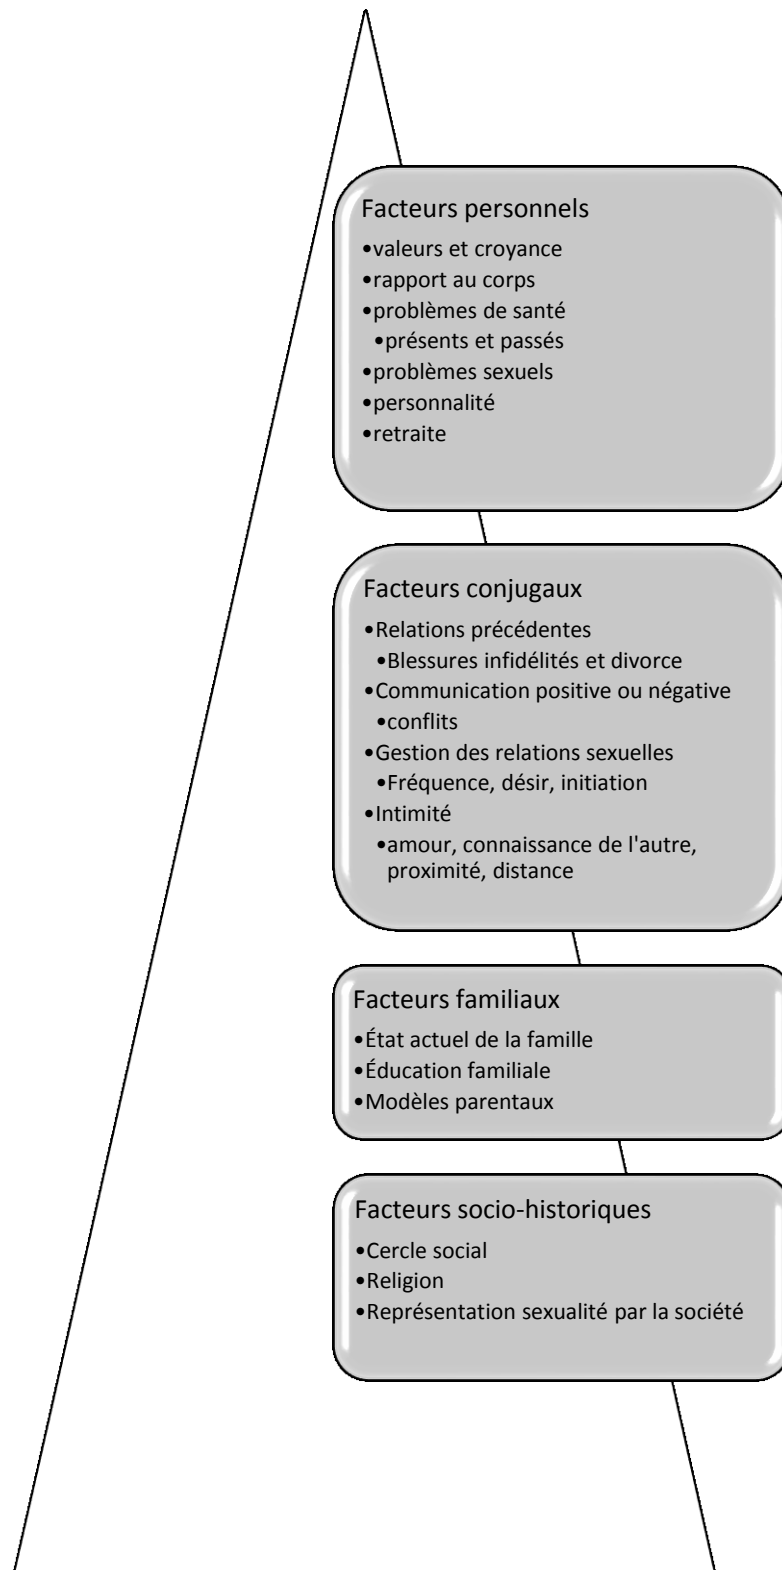 Facteurs personnels
•valeurs et croyance
•rapport au corps
•problèmes de santé
•présents et passés
•problèmes sexuels
•personnalité
•retraite
Facteurs conjugaux
•Relations précédentes
•Blessures infidélités et divorce
•Communication positive ou négative
•conflits
•Gestion des relations sexuelles
•Fréquence, désir, initiation
•Intimité
•amour, connaissance de l'autre,
proximité, distance
Facteurs familiaux
•État actuel de la famille
•Éducation familiale
•Modèles parentaux
Facteurs socio-historiques
•Cercle social
•Religion
•Représentation sexualité par la société